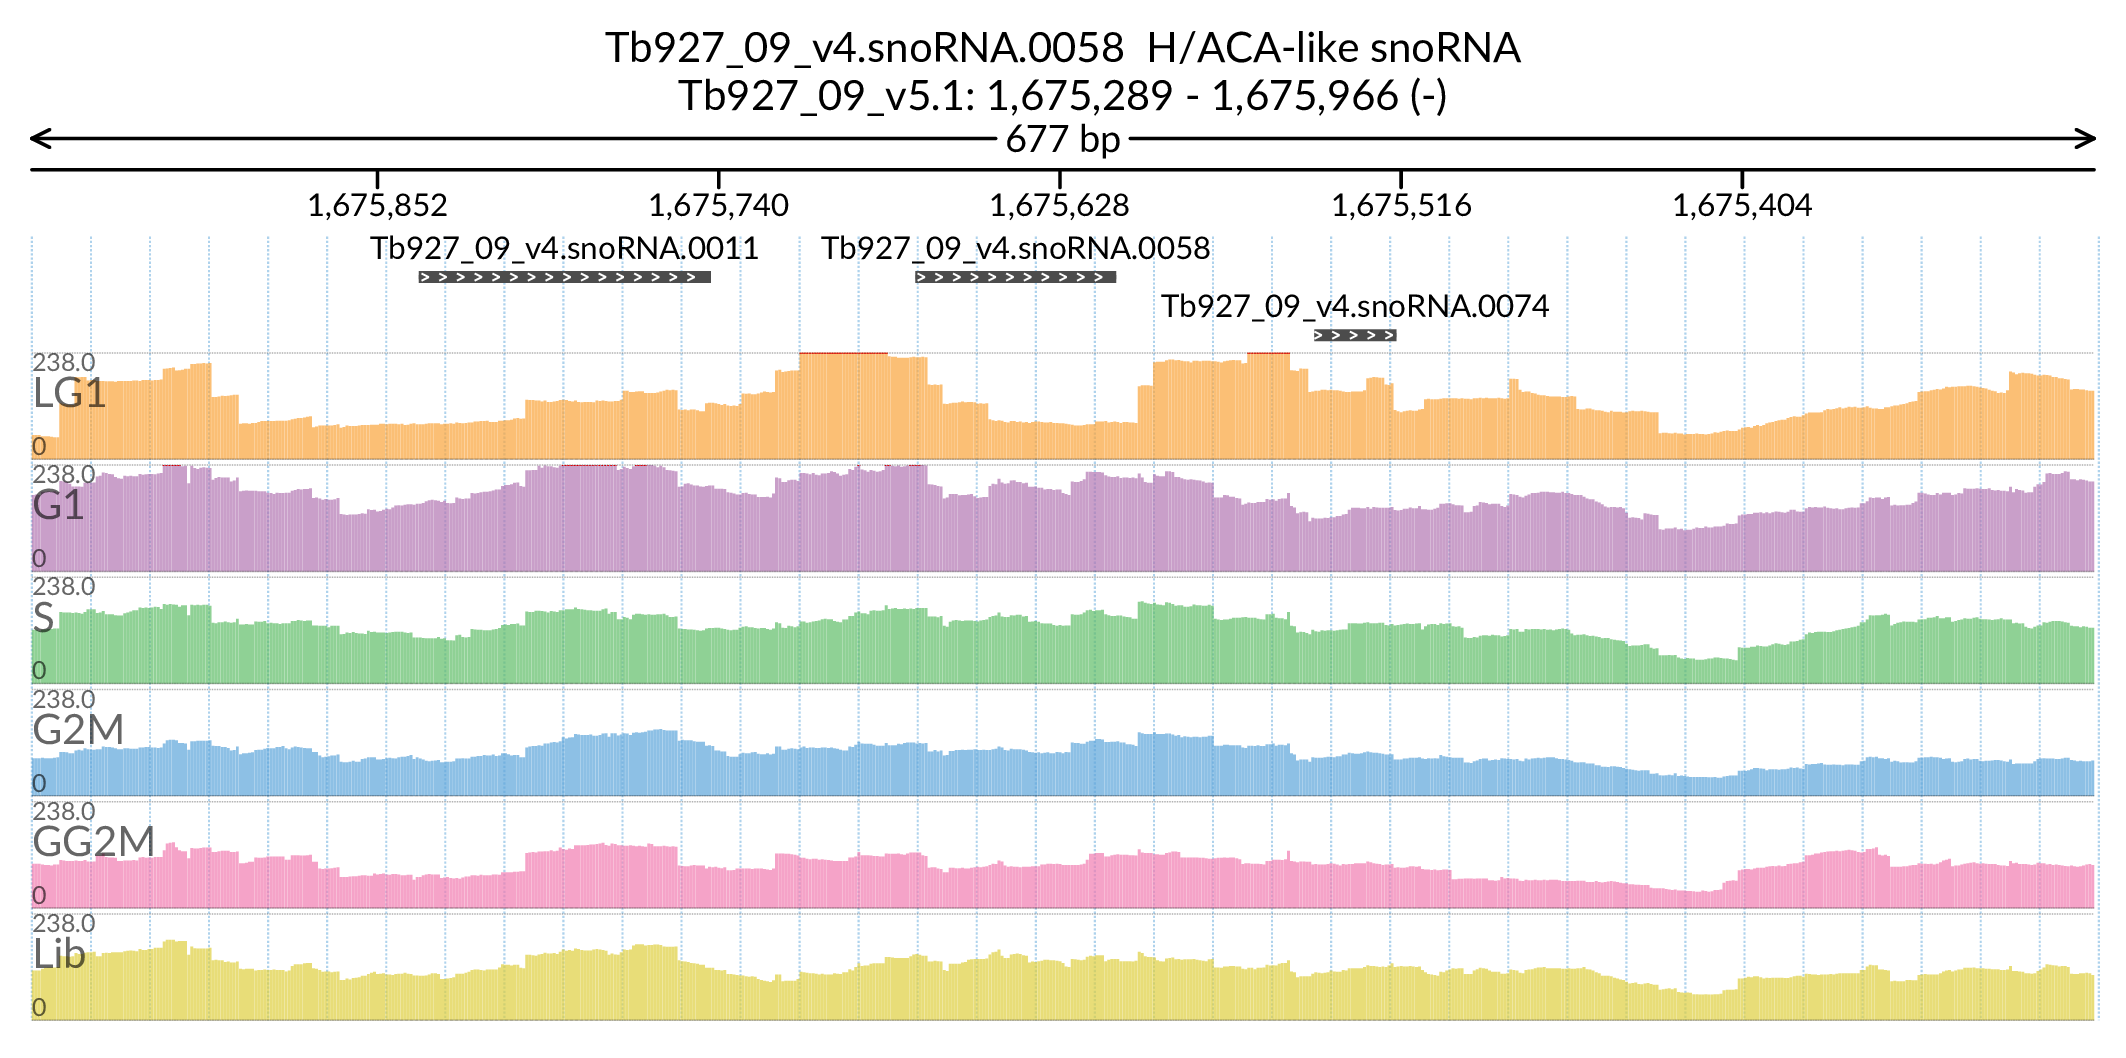 Tb927_09_v4.snoRNA.0058 H/ACA-like snoRNA
Tb927_09_v5.1: 1,675,289 - 1,675,966 (-)
677 bp
1,675,852 1,675,740 1,675,628 1,675,516 1,675,404
Tb927_09_v4.snoRNA.0011 Tb927_09_v4.snoRNA.0058
Tb927_09_v4.snoRNA.0074
238.0
LG1
0
238.0
G1
0
238.0
S
0
238.0
G2M
0
238.0
GG2M
0
238.0
Lib
0